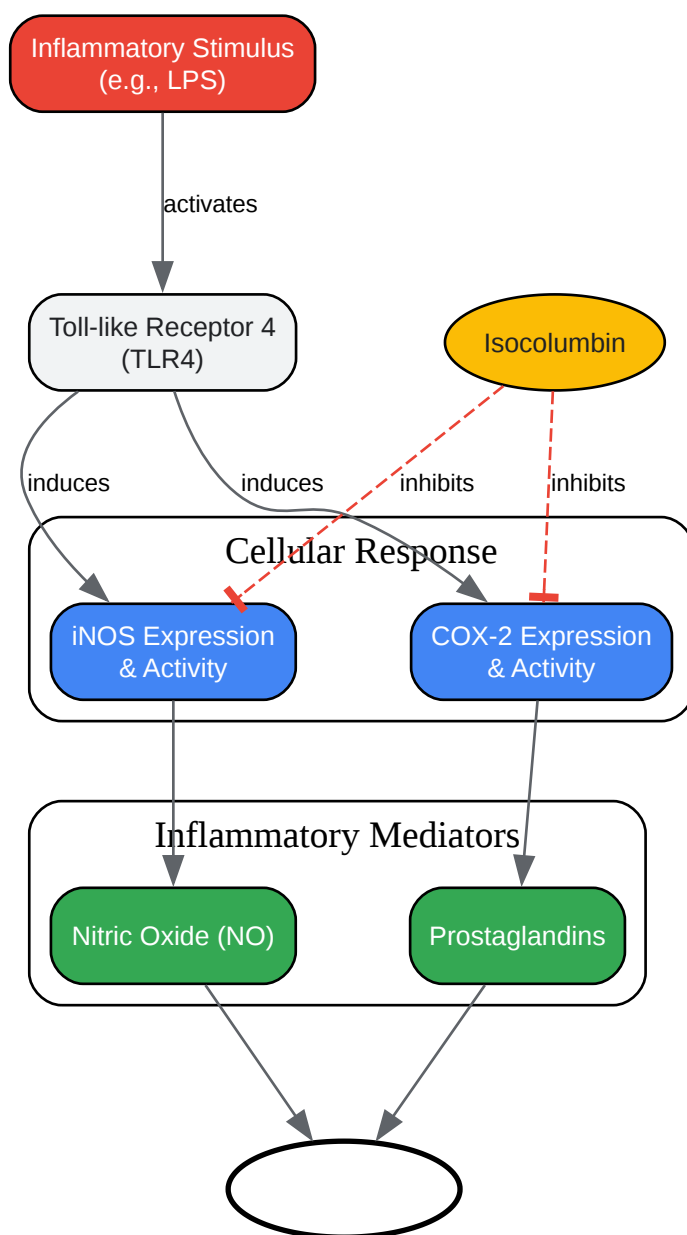 Inflammatory Stimulus
(e.g., LPS)
activates
Toll-like Receptor 4
(TLR4)
Isocolumbin
induces
induces
inhibits
inhibits
Cellular Response
iNOS Expression
& Activity
COX-2 Expression
& Activity
Inflammatory Mediators
Nitric Oxide (NO)
Prostaglandins